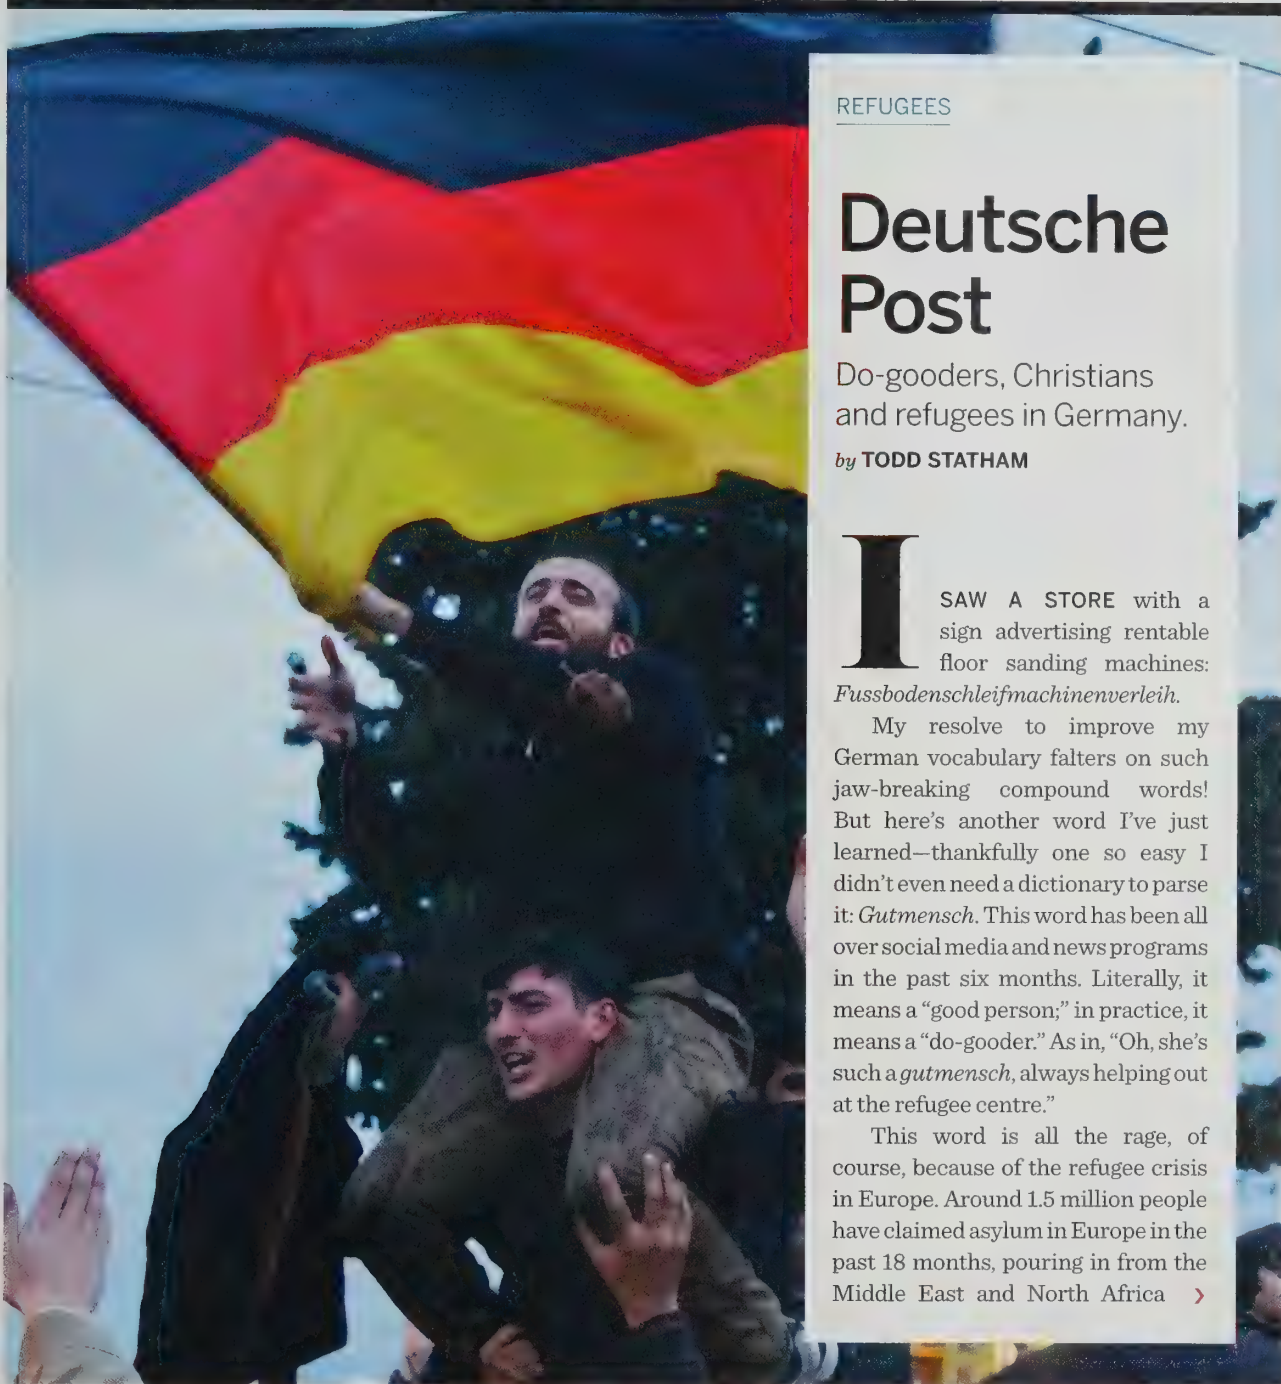 REFUGEES
Deutsche
Post
Do-gooders, Christians
and refugees in Germany.
by TODD STATHAM
I SAW A STORE with a
sign advertising rentable
floor sanding machines:
Fussbodenschleifmachinenverleih.
My resolve to improve my
German vocabulary falters on such
jaw-breaking compound words!
But here's another word I've just
learned—thankfully one so easy I
didn't even need a dictionary to parse
it: Gutmensch. This word has been all
over social media and news programs
in the past six months. Literally, it
means a “good person;” in practice, it
means a “do-gooder.” As in, “Oh, she's
such a gutmensch, always helping out
at the refugee centre.”
This word is all the rage, of
course, because of the refugee crisis
in Europe. Around 1.5 million people
have claimed asylum in Europe in the
past 18 months, pouring in from the
Middle East and North Africa ›